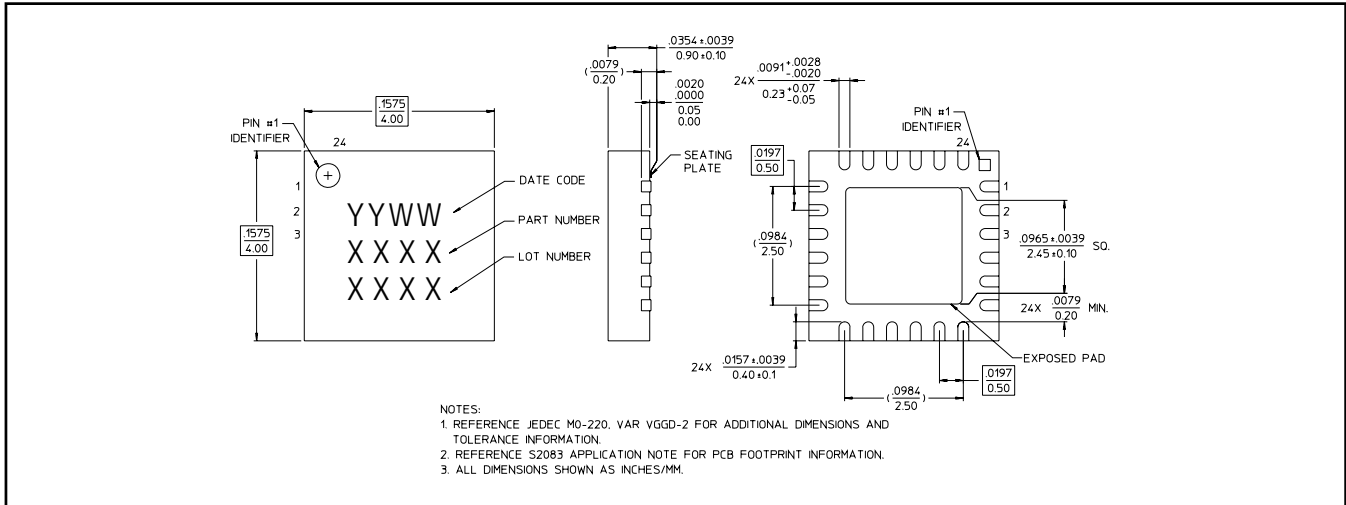 PIN #1
IDENTIFIER
24
.1575
4.00
.1575
4.00
1
2
3
YYWW
XXXX
XXXX
DATE CODE
PART NUMBER
LOT NUMBER
.0354±.0039
0.90±0.10
(.0079
0.20)
.0020
.0000
0.05
0.00
SEATING
PLATE
24X .0091 +.0028
-.0020
0.23 +0.07
-0.05
PIN #1
IDENTIFIER
24
.0197
0.50
(.0984
2.50)
1
2
3
.0965±.0039
2.45±0.10 SQ.
24X .0079
0.20 MIN.
EXPOSED PAD
24X .0157±.0039
0.40±0.1
(.0984
2.50)
.0197
0.50
NOTES:
1. REFERENCE JEDEC MO-220, VAR VGGD-2 FOR ADDITIONAL DIMENSIONS AND
TOLERANCE INFORMATION.
2. REFERENCE S2083 APPLICATION NOTE FOR PCB FOOTPRINT INFORMATION.
3. ALL DIMENSIONS SHOWN AS INCHES/MM.